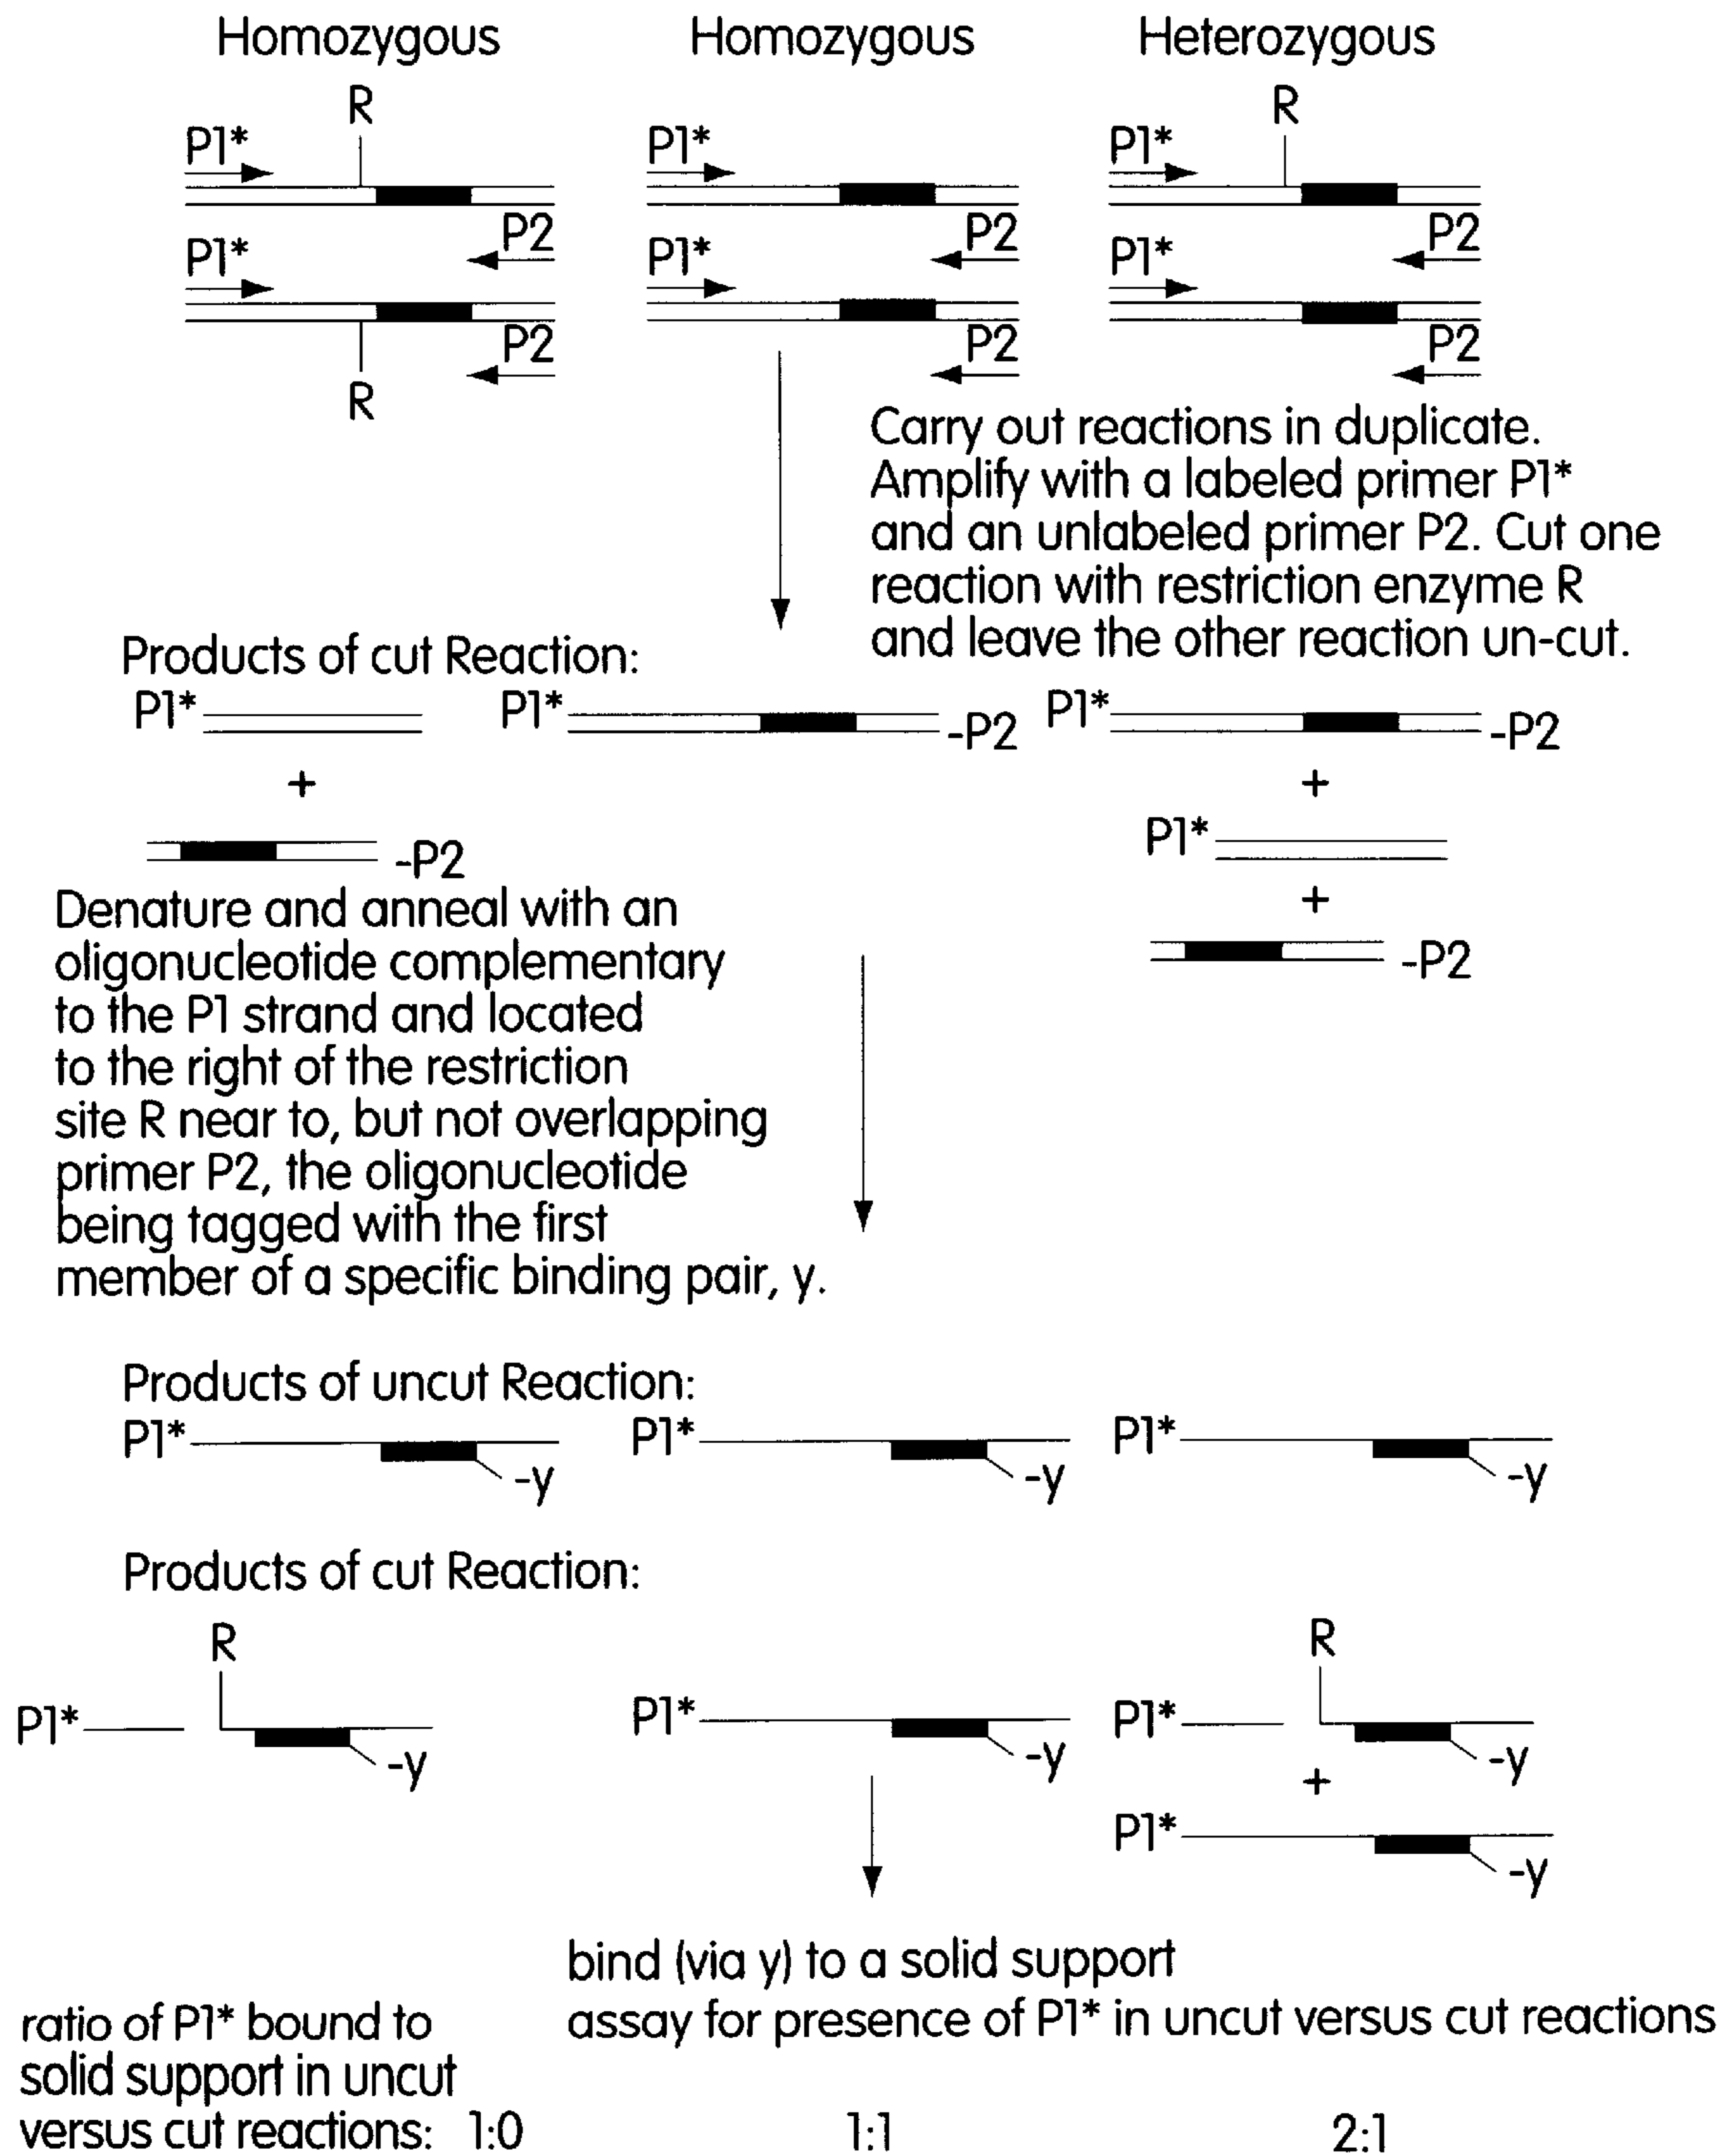 Homozygous Homozygous Heterozygous
R R
P1* P1* P1*
P2 P2 P2
P1* P1* P1*
P2 P2 P2
R
Carry out reactions in duplicate.
Amplify with a labeled primer P1*
and an unlabeled primer P2. Cut one
reaction with restriction enzyme R
and leave the other reaction un-cut.
Products of cut Reaction:
P1* P1* -P2 P1* -P2
+ +
P1*
-P2
+
-P2
Denature and anneal with an
oligonucleotide complementary
to the P1 strand and located
to the right of the restriction
site R near to, but not overlapping
primer P2, the oligonucleotide
being tagged with the first
member of a specific binding pair, y.
Products of uncut Reaction:
P1* P1* P1*
-y -y -y
Products of cut Reaction:
R R
P1* P1* P1*
-y -y -y
+
P1*
-y
bind (via y) to a solid support
assay for presence of P1* in uncut versus cut reactions
ratio of P1* bound to
solid support in uncut
versus cut reactions: 1:0 1:1 2:1